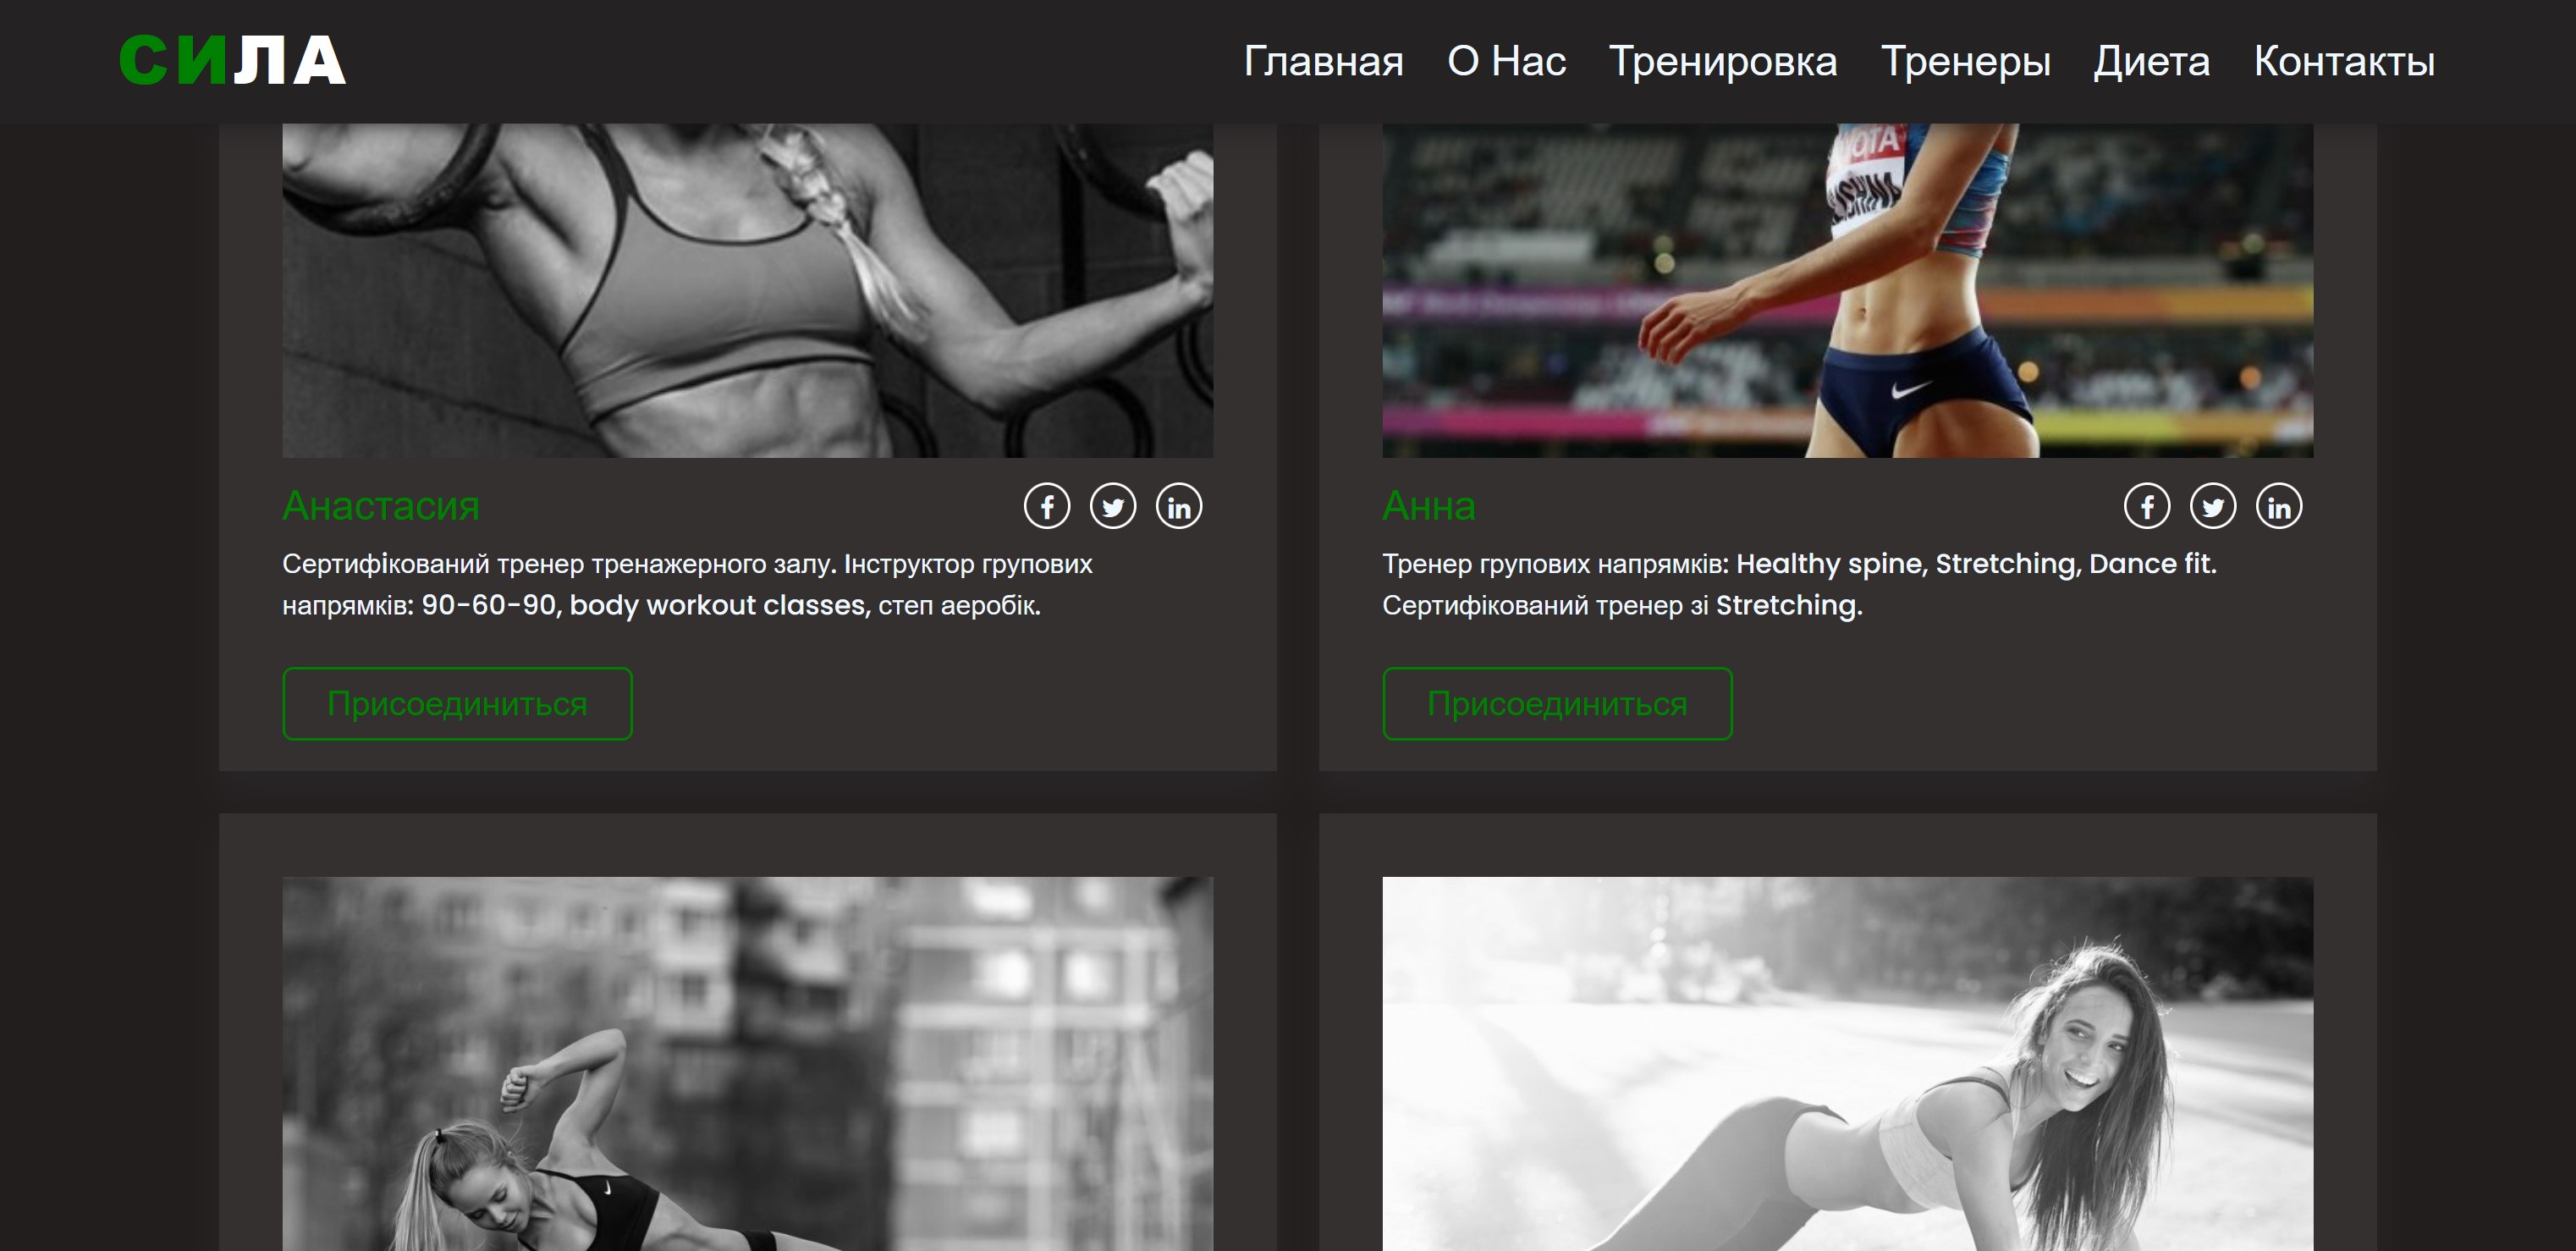 СИЛА
Главная О Нас Тренировка Тренеры Диета Контакты
Анастасия
Сертифікований тренер тренажерного залу. Інструктор групових
напрямків: 90-60-90, body workout classes, степ аеробік.
Присоединиться
Анна
Тренер групових напрямків: Healthy spine, Stretching, Dance fit.
Сертифікований тренер зі Stretching.
Присоединиться